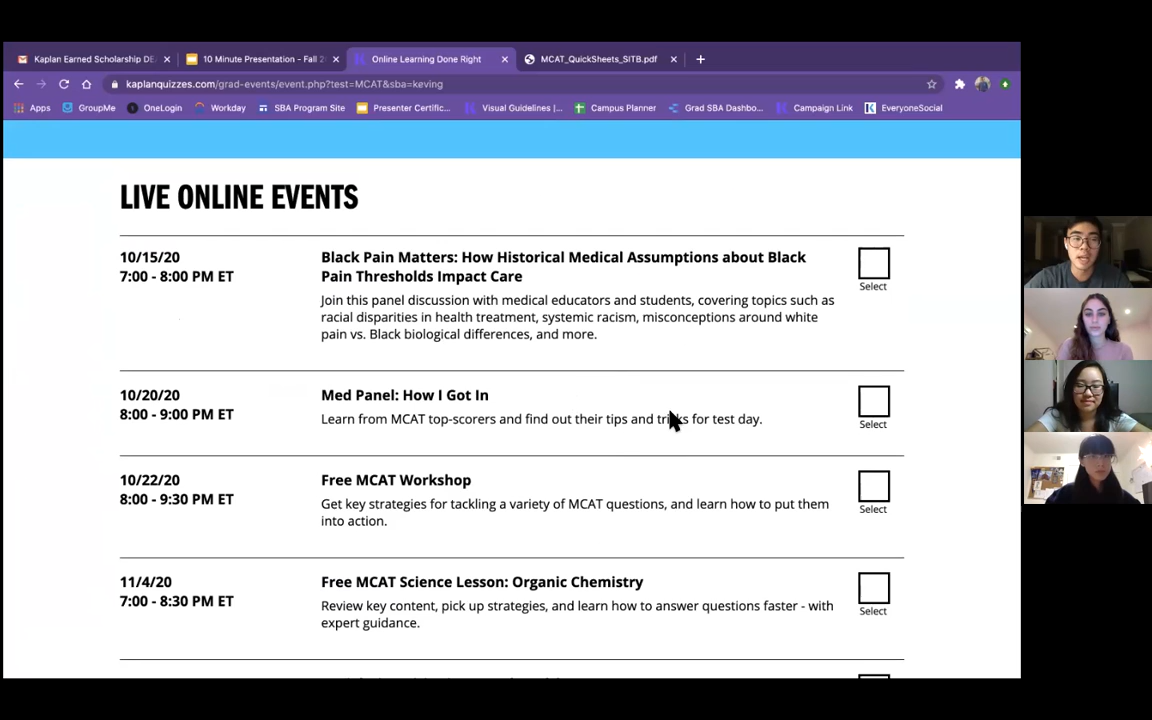 Kaplan Earned Scholarship DE
10 Minute Presentation - Fall 2
Online Learning Done Right
MCAT_QuickSheets_SITB.pdf
kaplanquizzes.com/grad-events/event.php?test=MCAT&sba=keving
Apps
GroupMe
OneLogin
Workday
SBA Program Site
Presenter Certific...
Visual Guidelines |...
Campus Planner
Grad SBA Dashbo...
Campaign Link
EveryoneSocial
LIVE ONLINE EVENTS
10/15/20
7:00 - 8:00 PM ET
Black Pain Matters: How Historical Medical Assumptions about Black
Pain Thresholds Impact Care
Join this panel discussion with medical educators and students, covering topics such as
racial disparities in health treatment, systemic racism, misconceptions around white
pain vs. Black biological differences, and more.
Select
10/20/20
8:00 - 9:00 PM ET
Med Panel: How I Got In
Learn from MCAT top-scorers and find out their tips and tricks for test day.
Select
10/22/20
8:00 - 9:30 PM ET
Free MCAT Workshop
Get key strategies for tackling a variety of MCAT questions, and learn how to put them
into action.
Select
11/4/20
7:00 - 8:30 PM ET
Free MCAT Science Lesson: Organic Chemistry
Review key content, pick up strategies, and learn how to answer questions faster - with
expert guidance.
Select